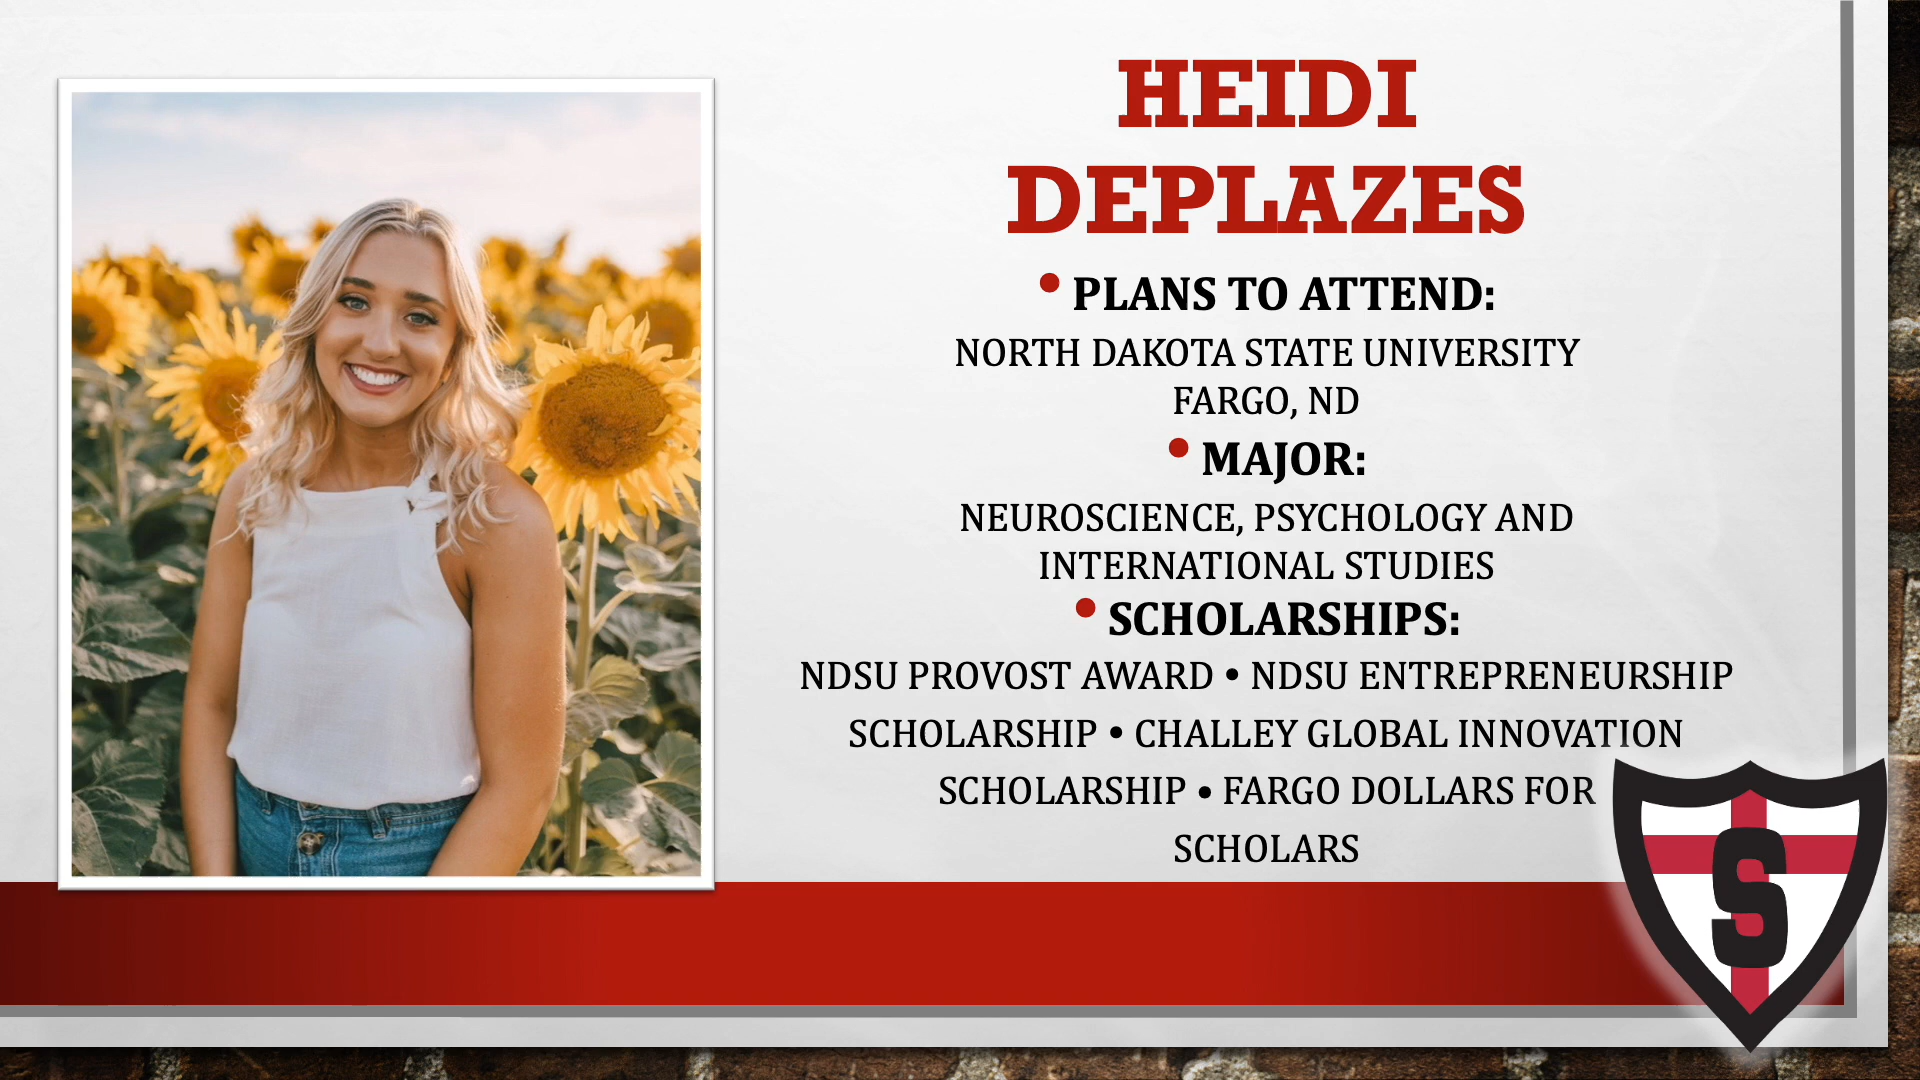 HEIDI
DEPLAZES
• PLANS TO ATTEND:
NORTH DAKOTA STATE UNIVERSITY
FARGO, ND
• MAJOR:
NEUROSCIENCE, PSYCHOLOGY AND
INTERNATIONAL STUDIES
• SCHOLARSHIPS:
NDSU PROVOST AWARD • NDSU ENTREPRENEURSHIP
SCHOLARSHIP • CHALLEY GLOBAL INNOVATION
SCHOLARSHIP • FARGO DOLLARS FOR
SCHOLARS
S